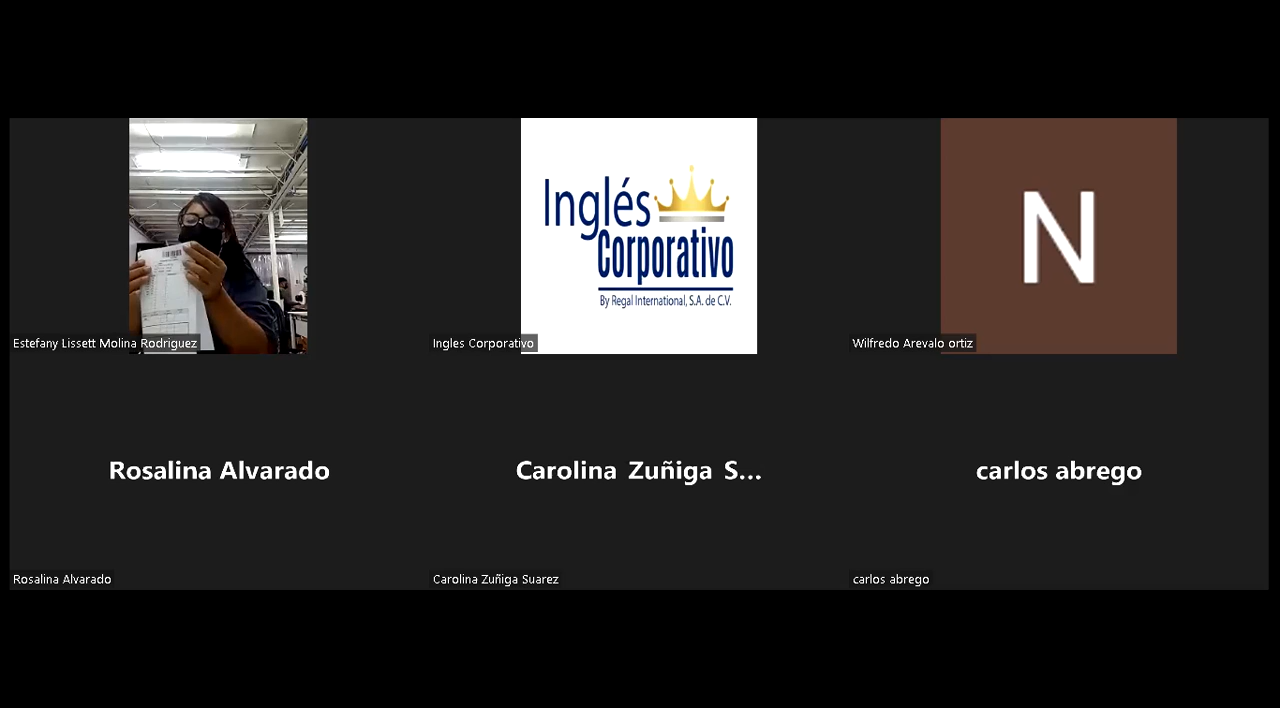 Estefany Lissett Molina Rodriguez
Inglés
Corporativo
By Regal International, S.A. de C.V.
Ingles Corporativo
N
Wilfredo Arevalo ortiz
Rosalina Alvarado
Rosalina Alvarado
Carolina Zuñiga S...
Carolina Zuñiga Suarez
carlos abrego
carlos abrego